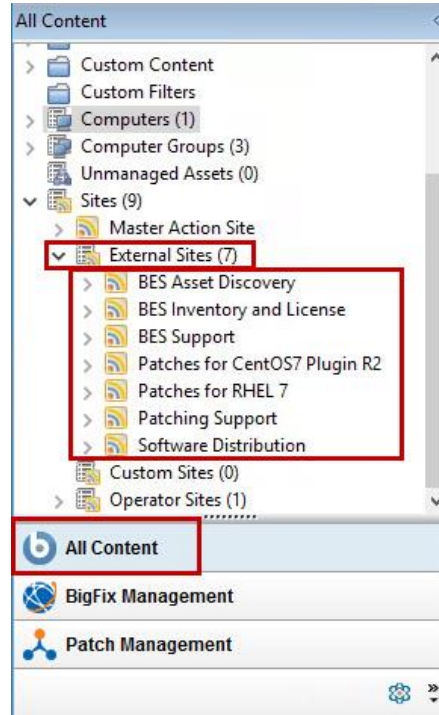 All Content
Custom Content
Custom Filters
Computers (1)
Computer Groups (3)
Unmanaged Assets (0)
Sites (9)
Master Action Site
External Sites (7)
BES Asset Discovery
BES Inventory and License
BES Support
Patches for CentOS7 Plugin R2
Patches for RHEL 7
Patching Support
Software Distribution
Custom Sites (0)
Operator Sites (1)
All Content
BigFix Management
Patch Management